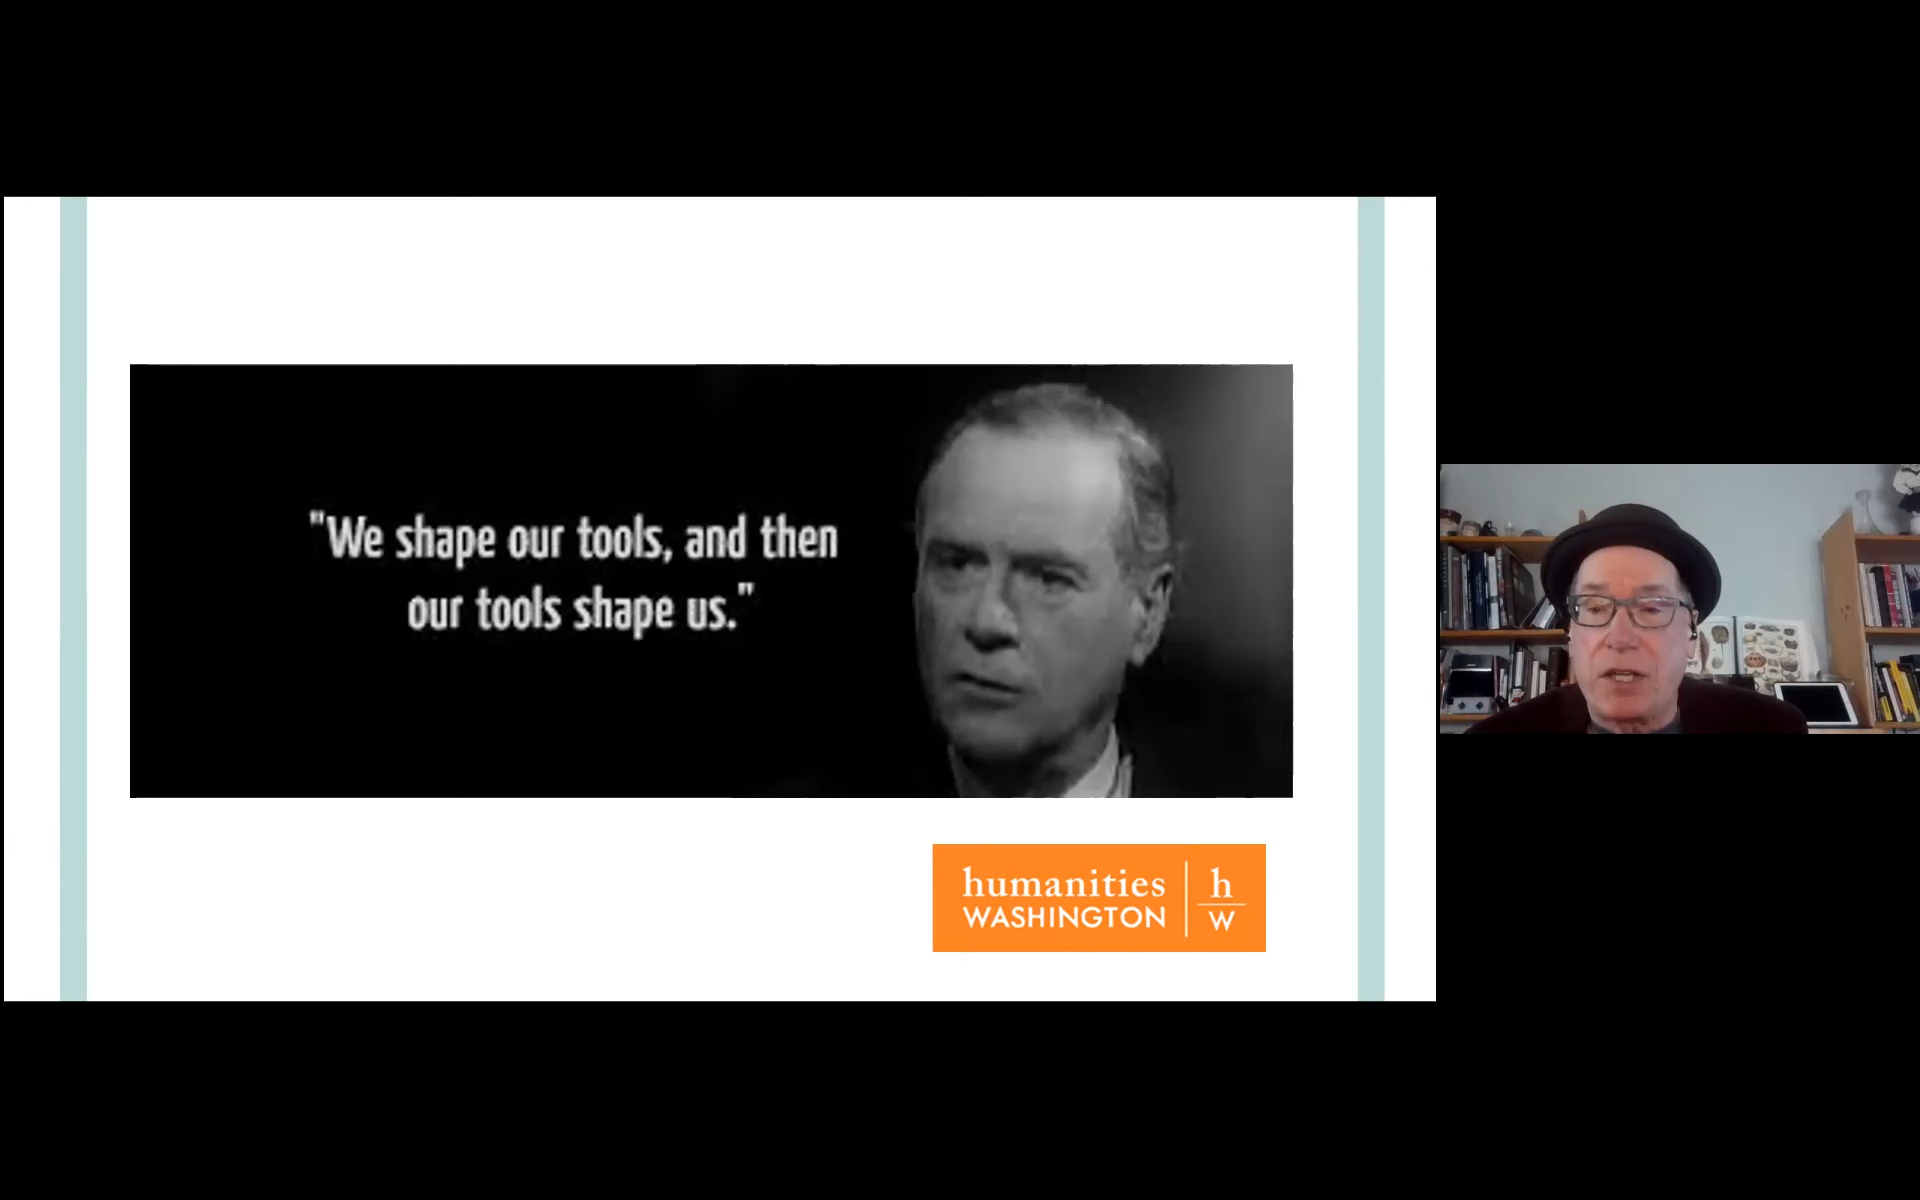 "We shape our tools, and then
our tools shape us."
humanities
WASHINGTON
h
w